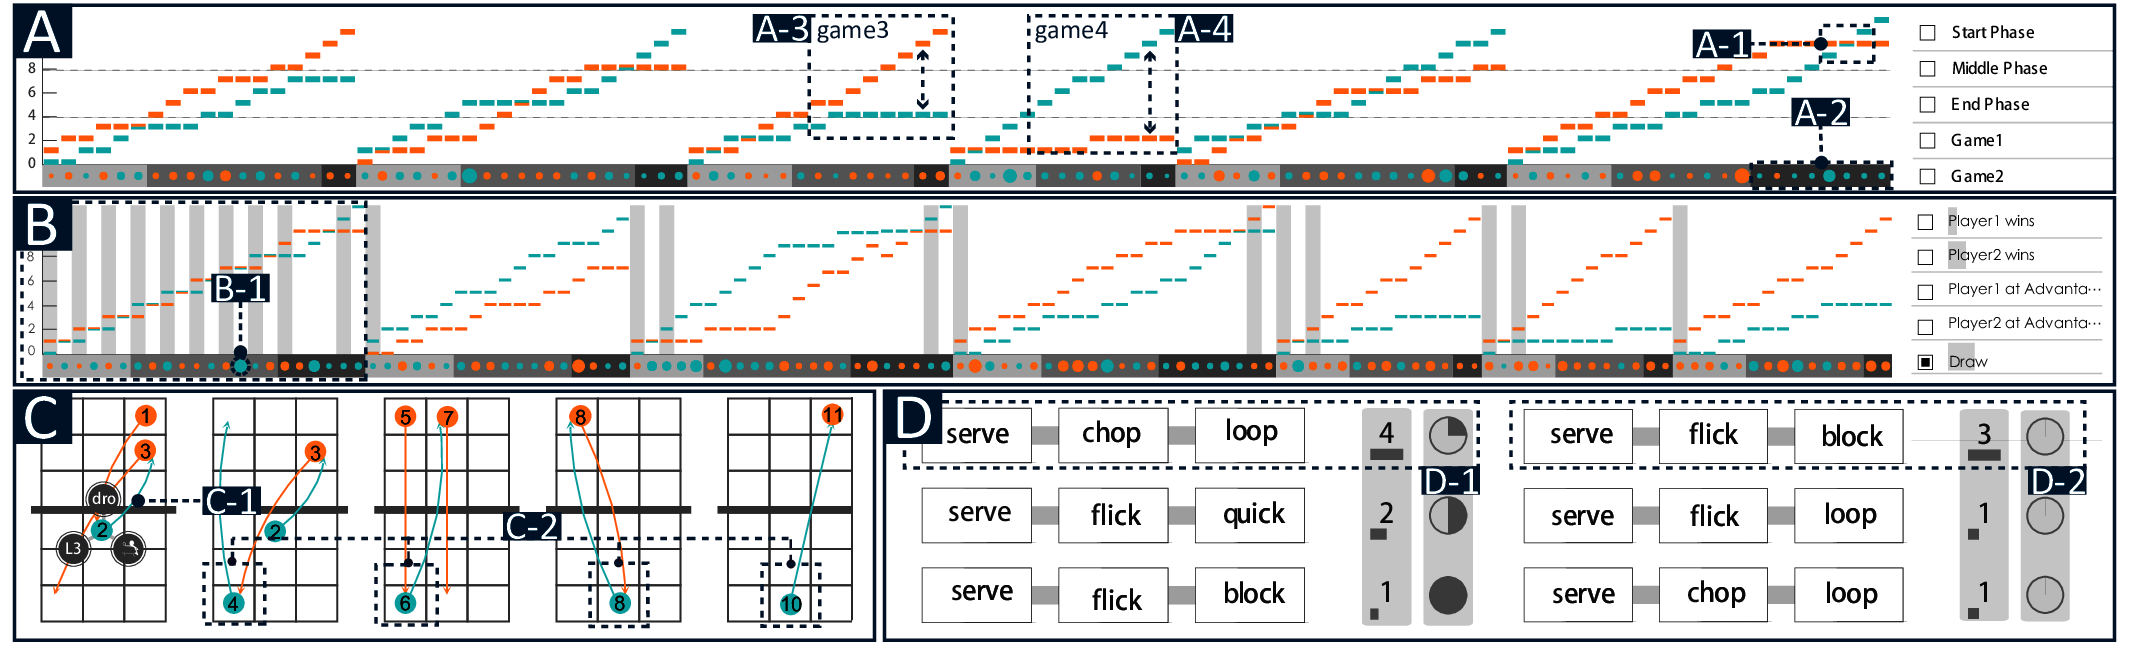 A
8
6
4
2
0
A-3
game3
game4
A-4
A-1
A-2
Start Phase
Middle Phase
End Phase
Game1
Game2
B
8
6
4
2
0
B-1
Player1 wins
Player2 wins
Player1 at Advanta···
Player2 at Advanta···
Draw
C
1
3
dro
2
L3
C-1
3
2
4
5
7
6
C-2
8
8
11
10
D
serve chop loop 4
serve flick quick 2
serve flick block 1
D-1
serve flick block 3
serve flick loop 1
serve chop loop 1
D-2